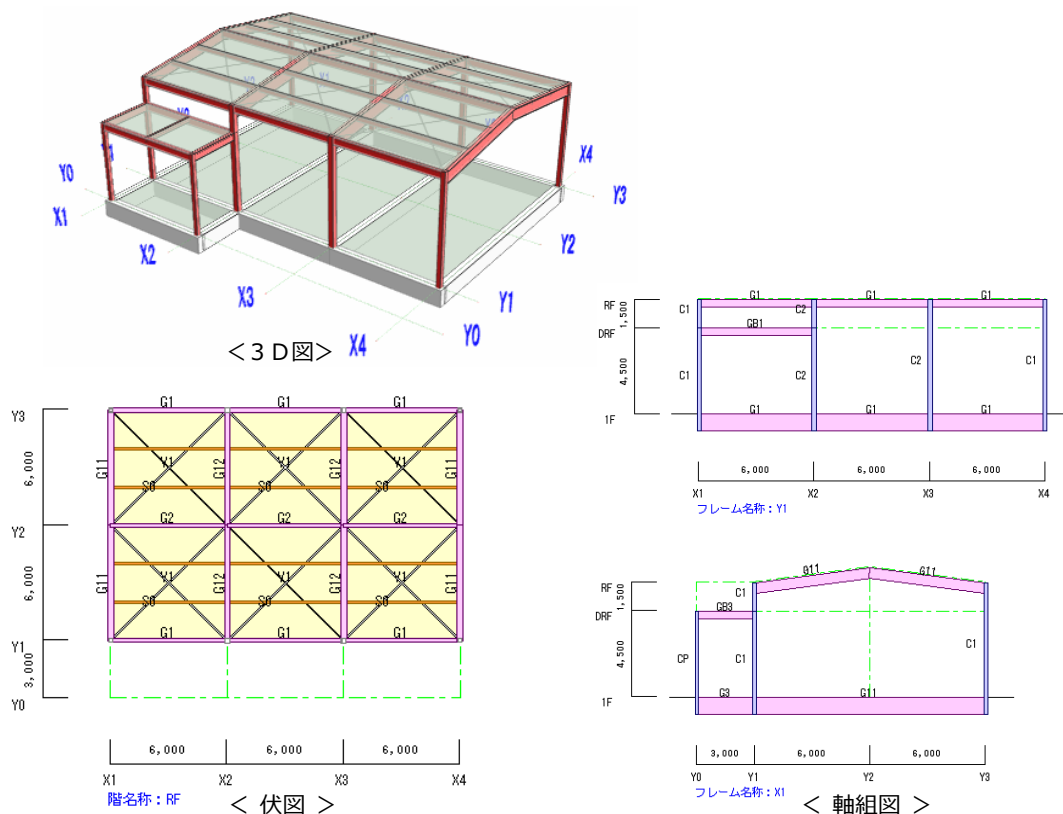 Y0
X1
X2
X3
X4
Y0
Y1
Y2
Y3
X4
＜３Ｄ図＞
G1 G1 G1
Y3
G11 V1 G12 V1 G12 V1 G11
S0 S0 S0
6,000
G2 G2 G2
Y2
G11 V1 G12 V1 G12 V1 G11
S0 S0 S0
6,000
G1 G1 G1
Y1
3,000
Y0
6,000 6,000 6,000
X1 X2 X3 X4
階名称：RF
＜ 伏図 ＞
G1 G1 G1
RF C1 C2
1,500
GB1
DRF
4,500
C1 C2 C2 C1
G1 G1 G1
1F
6,000 6,000 6,000
X1 X2 X3 X4
フレーム名称：Y1
G11 G11
RF C1
1,500
GB3
DRF
4,500
CP C1 C1
G3 G11
1F
3,000 6,000 6,000
Y0 Y1 Y2 Y3
フレーム名称：X1
＜ 軸組図 ＞